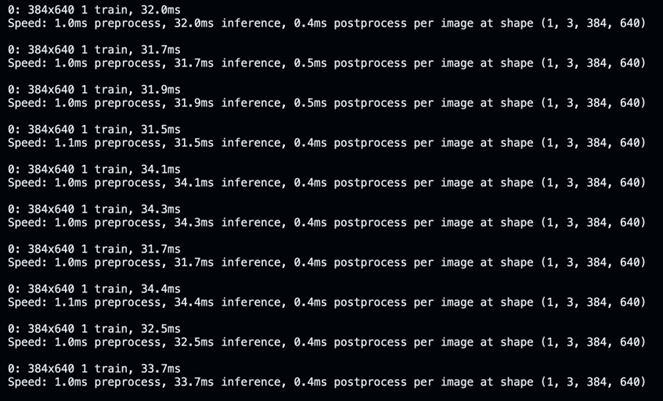 0: 384x640 1 train, 32.0ms
Speed: 1.0ms preprocess, 32.0ms inference, 0.4ms postprocess per image at shape (1, 3, 384, 640)
0: 384x640 1 train, 31.7ms
Speed: 1.0ms preprocess, 31.7ms inference, 0.5ms postprocess per image at shape (1, 3, 384, 640)
0: 384x640 1 train, 31.9ms
Speed: 1.0ms preprocess, 31.9ms inference, 0.5ms postprocess per image at shape (1, 3, 384, 640)
0: 384x640 1 train, 31.5ms
Speed: 1.1ms preprocess, 31.5ms inference, 0.4ms postprocess per image at shape (1, 3, 384, 640)
0: 384x640 1 train, 34.1ms
Speed: 1.0ms preprocess, 34.1ms inference, 0.4ms postprocess per image at shape (1, 3, 384, 640)
0: 384x640 1 train, 34.3ms
Speed: 1.0ms preprocess, 34.3ms inference, 0.4ms postprocess per image at shape (1, 3, 384, 640)
0: 384x640 1 train, 31.7ms
Speed: 1.0ms preprocess, 31.7ms inference, 0.4ms postprocess per image at shape (1, 3, 384, 640)
0: 384x640 1 train, 34.4ms
Speed: 1.1ms preprocess, 34.4ms inference, 0.4ms postprocess per image at shape (1, 3, 384, 640)
0: 384x640 1 train, 32.5ms
Speed: 1.0ms preprocess, 32.5ms inference, 0.4ms postprocess per image at shape (1, 3, 384, 640)
0: 384x640 1 train, 33.7ms
Speed: 1.0ms preprocess, 33.7ms inference, 0.4ms postprocess per image at shape (1, 3, 384, 640)